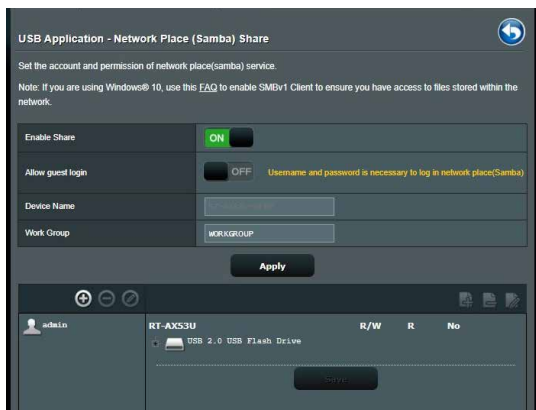 USB Application - Network Place (Samba) Share
Set the account and permission of network place(samba) service.
Note: If you are using Windows® 10, use this FAQ to enable SMBv1 Client to ensure you have access to files stored within the
network.
Enable Share
ON
Allow guest login
OFF
Username and password is necessary to log in network place(Samba)
Device Name
Work Group
WORKGROUP
Apply
admin
RT-AX53U
R/W
R
No
USB 2.0 USB Flash Drive
Save